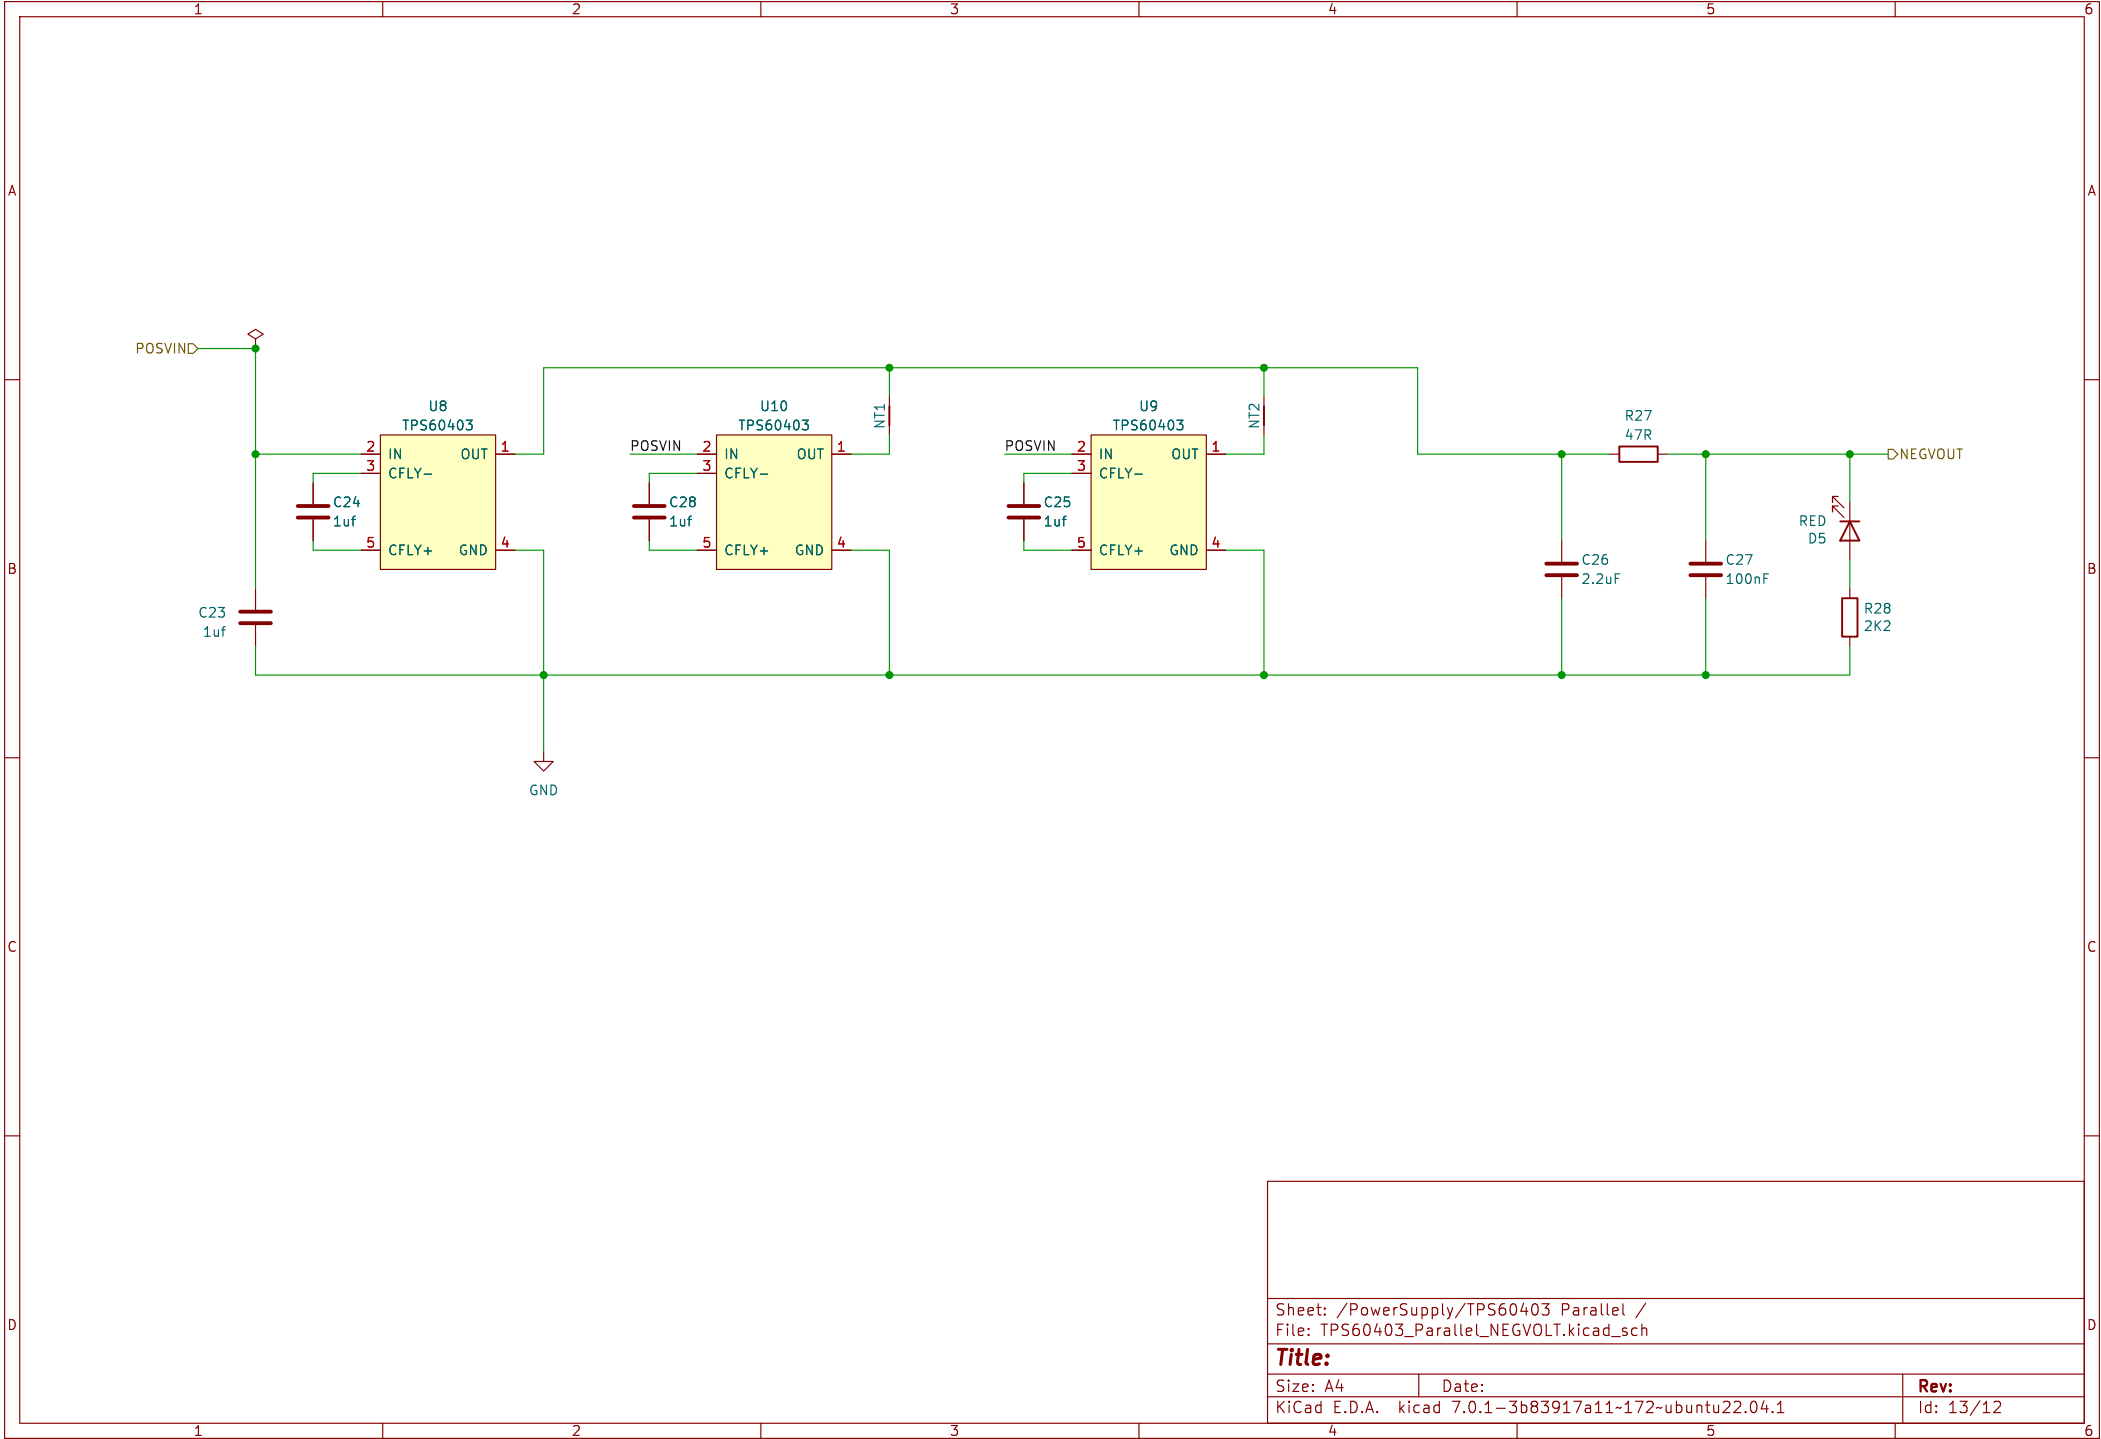 1 2 3 4 5 6
A A
POSVIN
U8
TPS60403
2 IN OUT 1
3 CFLY-
5 CFLY+ GND 4
C24
1uf
C23
1uf
POSVIN
U10
TPS60403
2 IN OUT 1
3 CFLY-
5 CFLY+ GND 4
C28
1uf
NT1
POSVIN
U9
TPS60403
2 IN OUT 1
3 CFLY-
5 CFLY+ GND 4
C25
1uf
NT2
R27
47R
NEGVOUT
C26
2.2uF
C27
100nF
RED
D5
R28
2K2
B B
GND
C C
D D
Sheet: /PowerSupply/TPS60403 Parallel /
File: TPS60403_Parallel_NEGVOLT.kicad_sch
Title:
Size: A4 Date: Rev:
KiCad E.D.A. kicad 7.0.1-3b83917a11~172~ubuntu22.04.1 Id: 13/12
1 2 3 4 5 6